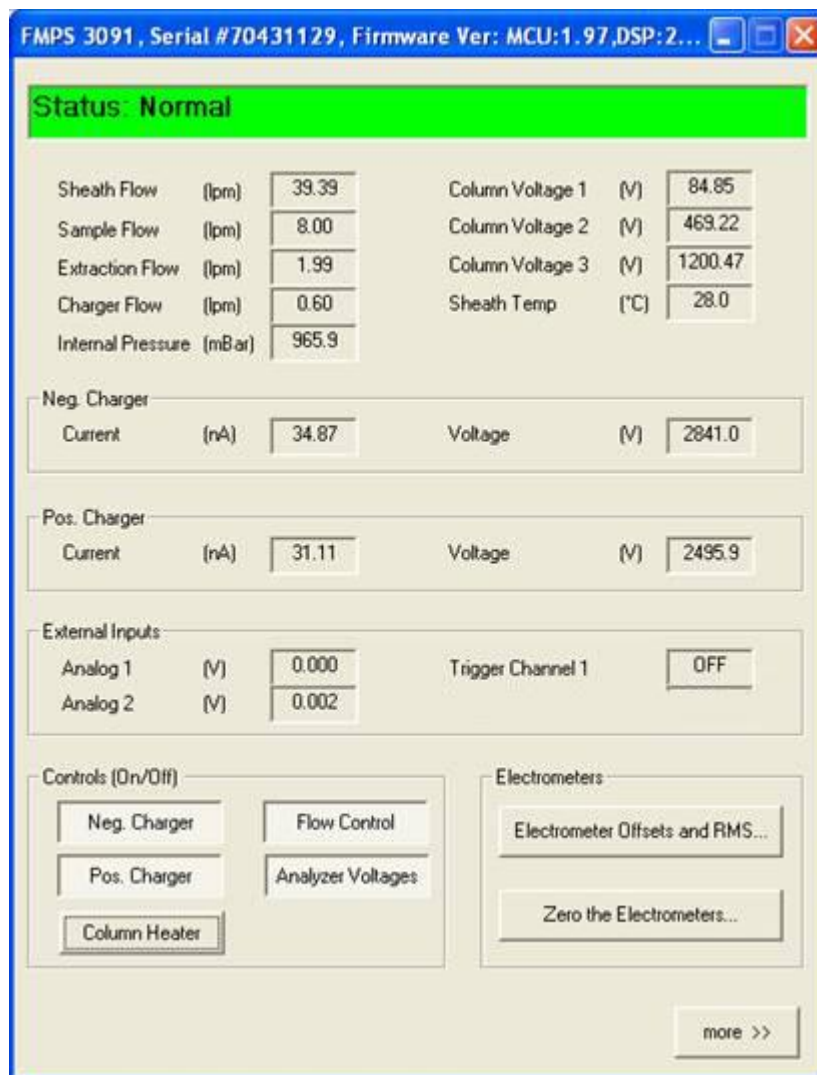 FMPS 3091, Serial #70431129, Firmware Ver: MCU:1.97,DSP:2...
Status: Normal
Sheath Flow (lpm) 39.39 Column Voltage 1 (V) 84.85
Sample Flow (lpm) 8.00 Column Voltage 2 (V) 469.22
Extraction Flow (lpm) 1.99 Column Voltage 3 (V) 1200.47
Charger Flow (lpm) 0.60 Sheath Temp (°C) 28.0
Internal Pressure (mBar) 965.9
Neg. Charger
Current (nA) 34.87 Voltage (V) 2841.0
Pos. Charger
Current (nA) 31.11 Voltage (V) 2495.9
External Inputs
Analog 1 (V) 0.000 Trigger Channel 1 OFF
Analog 2 (V) 0.002
Controls (On/Off)
Neg. Charger Flow Control
Pos. Charger Analyzer Voltages
Column Heater
Electrometers
Electrometer Offsets and RMS...
Zero the Electrometers...
more >>